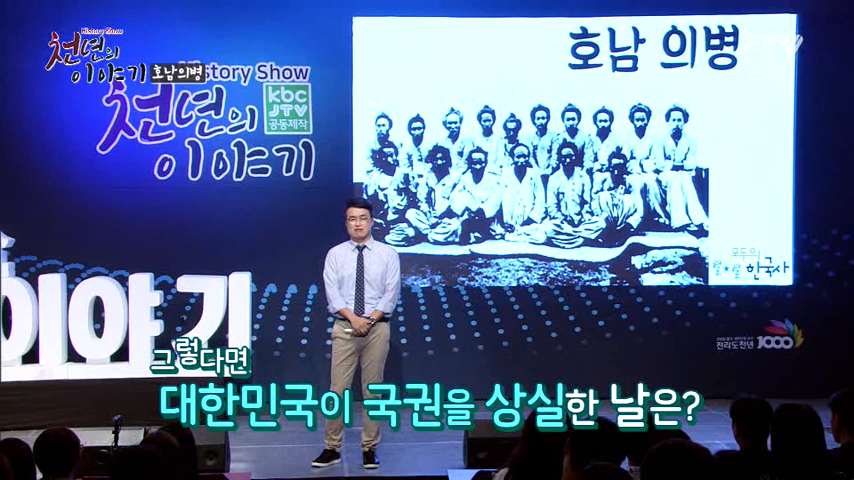 History Show
천년의
이야기 호남의병
History Show
천년의
이야기
kbc
JTV
공동제작
호남 의병
모두의
별★별 한국사
이야기
전라도천년 1000
그렇다면
대한민국이 국권을 상실한 날은?